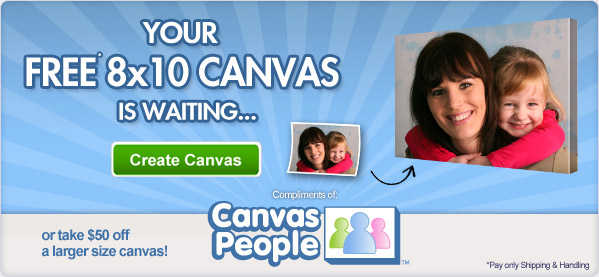 YOUR
FREE* 8x10 CANVAS
IS WAITING...
Create Canvas
Compliments of:
Canvas
People™
or take $50 off
a larger size canvas!
*Pay only Shipping & Handling